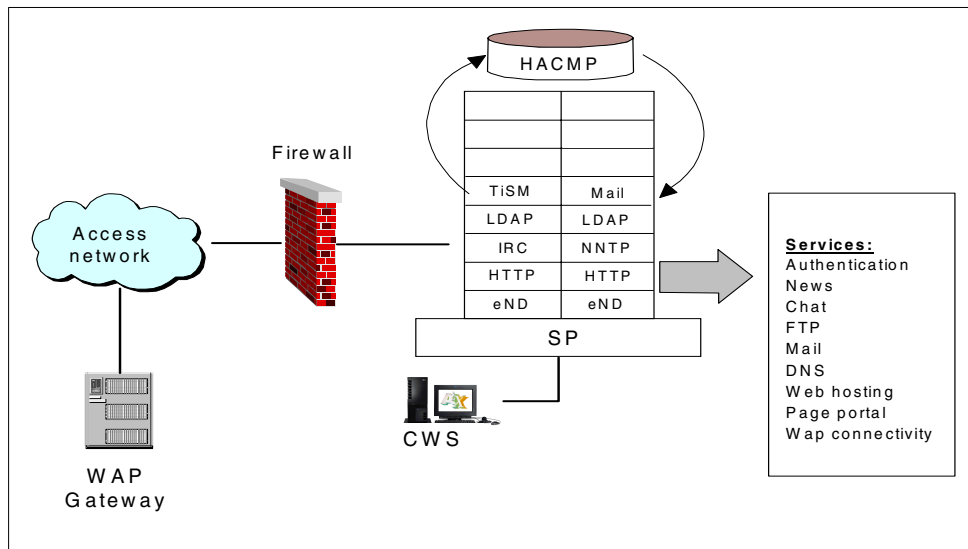 HACMP
Firewall
TiSM Mail
LDAP LDAP
IRC NNTP
HTTP HTTP
eND eND
SP
Access
network
CWS
WAP
Gateway
Services:
Authentication
News
Chat
FTP
Mail
DNS
Web hosting
Page portal
Wap connectivity